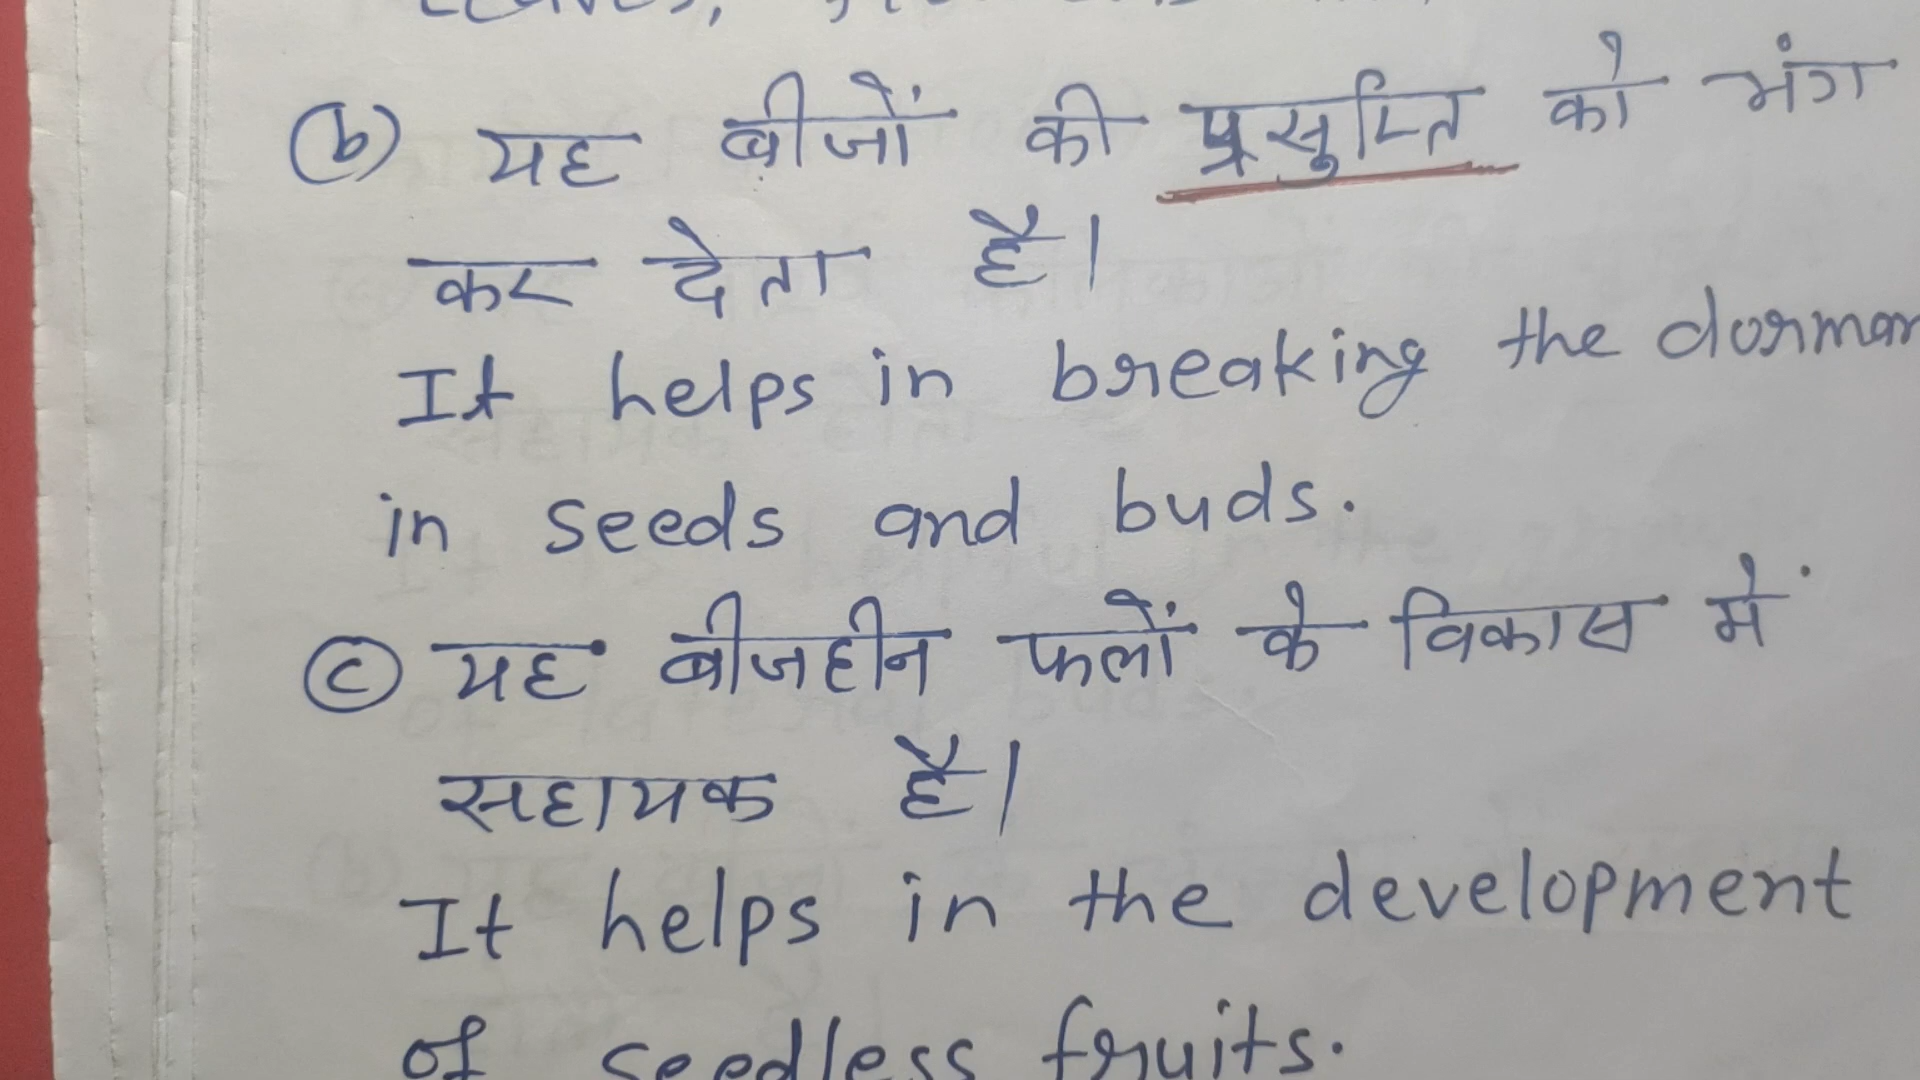 (b) यह बीजों की प्रसुप्ति को भंग
कर देता है।
It helps in breaking the dorman
in seeds and buds.
(c) यह बीजहीन फलों के विकास में
सहायक है।
It helps in the development
of seedless fruits.